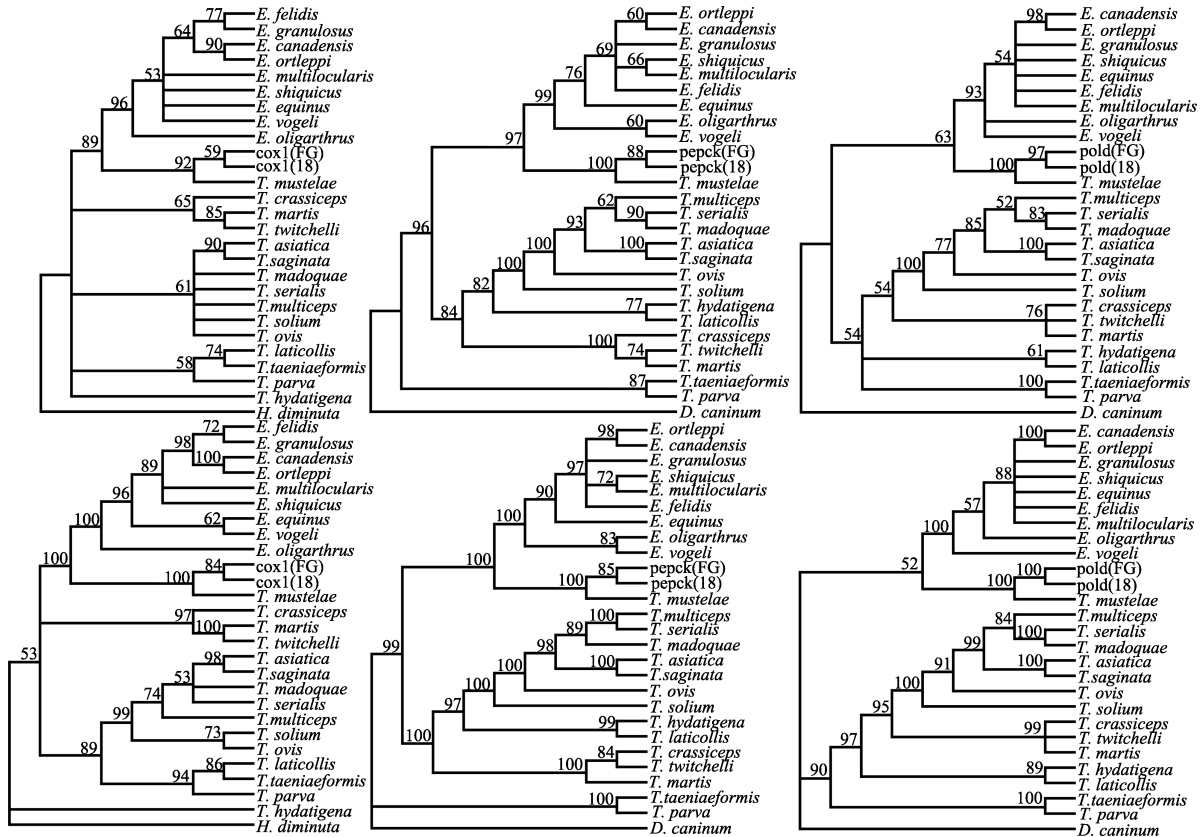 77 E. felidis
64 E. granulosus
90 E. canadensis
E. ortleppi
53 E. multilocularis
E. shiquicus
96 E. equinus
E. vogeli
E. oligarthrus
89 59 cox1(FG)
92 cox1(18)
T. mustelae
65 T. crassiceps
85 T. martis
T. twitchelli
90 T. asiatica
T.saginata
T. madoquae
61 T. serialis
T.multiceps
T. solium
T. ovis
74 T. laticollis
58 T.taeniaeformis
T. parva
T. hydatigena
H. diminuta
60 E. ortleppi
E. canadensis
69 E. granulosus
66 E. shiquicus
76 E. multilocularis
E. felidis
99 E. equinus
60 E. oligarthrus
E. vogeli
97 88 pepck(FG)
100 pepck(18)
T. mustelae
62 T.multiceps
90 T. serialis
93 T. madoquae
96 100 T. asiatica
100 T.saginata
100 T. ovis
82 T. solium
77 T. hydatigena
84 T. laticollis
100 T. crassiceps
74 T. twitchelli
T. martis
87 T.taeniaeformis
T. parva
D. caninum
98 E. canadensis
E. ortleppi
E. granulosus
54 E. shiquicus
E. equinus
93 E. felidis
E. multilocularis
E. oligarthrus
63 E. vogeli
97 pold(FG)
100 pold(18)
T. mustelae
52 T.multiceps
83 T. serialis
85 T. madoquae
77 100 T. asiatica
T.saginata
100 T. ovis
54 T. solium
76 T. crassiceps
T. twitchelli
T. martis
54 61 T. hydatigena
T. laticollis
100 T.taeniaeformis
T. parva
D. caninum
72 E. felidis
98 E. granulosus
100 E. canadensis
89 E. ortleppi
E. multilocularis
96 E. shiquicus
62 E. equinus
100 E. vogeli
E. oligarthrus
100 84 cox1(FG)
100 cox1(18)
T. mustelae
97 T. crassiceps
100 T. martis
T. twitchelli
53 98 T. asiatica
53 T.saginata
74 T. madoquae
T. serialis
99 T.multiceps
73 T. solium
89 T. ovis
86 T. laticollis
94 T.taeniaeformis
T. parva
T. hydatigena
H. diminuta
98 E. ortleppi
E. canadensis
97 E. granulosus
72 E. shiquicus
90 E. multilocularis
E. felidis
100 E. equinus
83 E. oligarthrus
E. vogeli
100 85 pepck(FG)
100 pepck(18)
T. mustelae
100 T.multiceps
89 T. serialis
98 T. madoquae
99 100 T. asiatica
100 T.saginata
100 T. ovis
97 T. solium
99 T. hydatigena
100 T. laticollis
84 T. crassiceps
100 T. twitchelli
T. martis
100 T.taeniaeformis
T. parva
D. caninum
100 E. canadensis
E. ortleppi
E. granulosus
88 E. shiquicus
E. equinus
57 E. felidis
E. multilocularis
100 E. oligarthrus
E. vogeli
52 100 pold(FG)
100 pold(18)
T. mustelae
84 T.multiceps
100 T. serialis
99 T. madoquae
91 100 T. asiatica
T.saginata
100 T. ovis
95 T. solium
99 T. crassiceps
T. twitchelli
97 T. martis
89 T. hydatigena
90 T. laticollis
100 T.taeniaeformis
T. parva
D. caninum